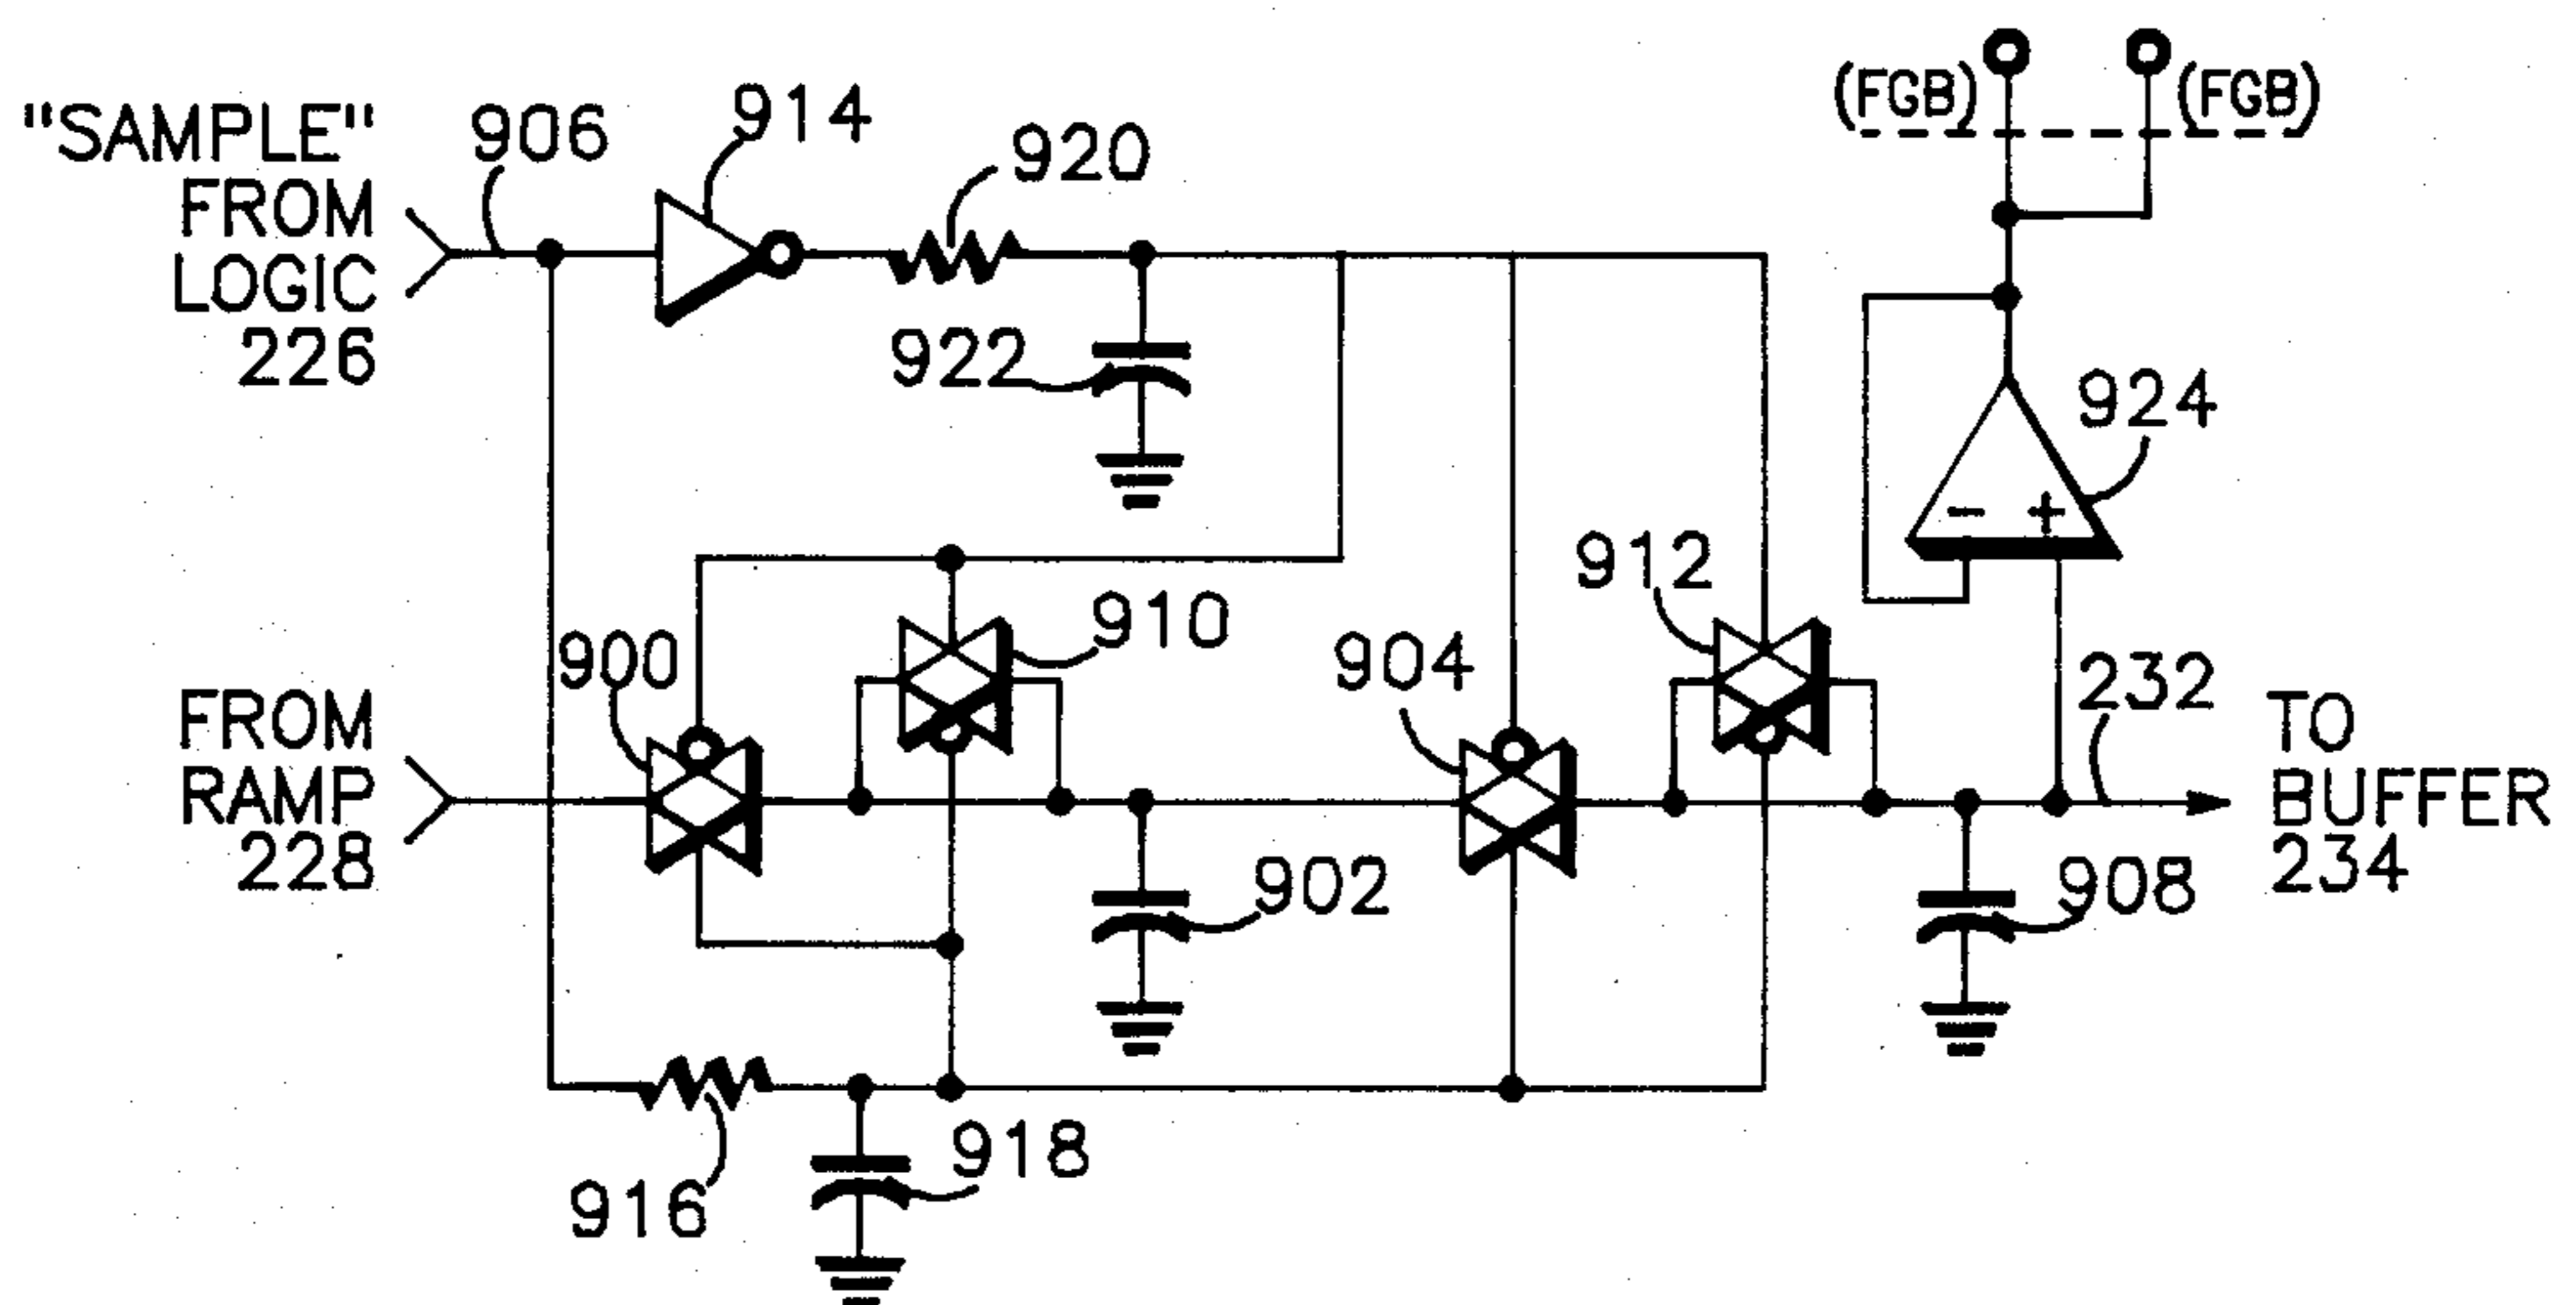 "SAMPLE"
FROM
LOGIC
226
906
914
920
922
(FGB)
(FGB)
924
- +
912
910
900
904
232
FROM
RAMP
228
TO
BUFFER
234
902
908
918
916